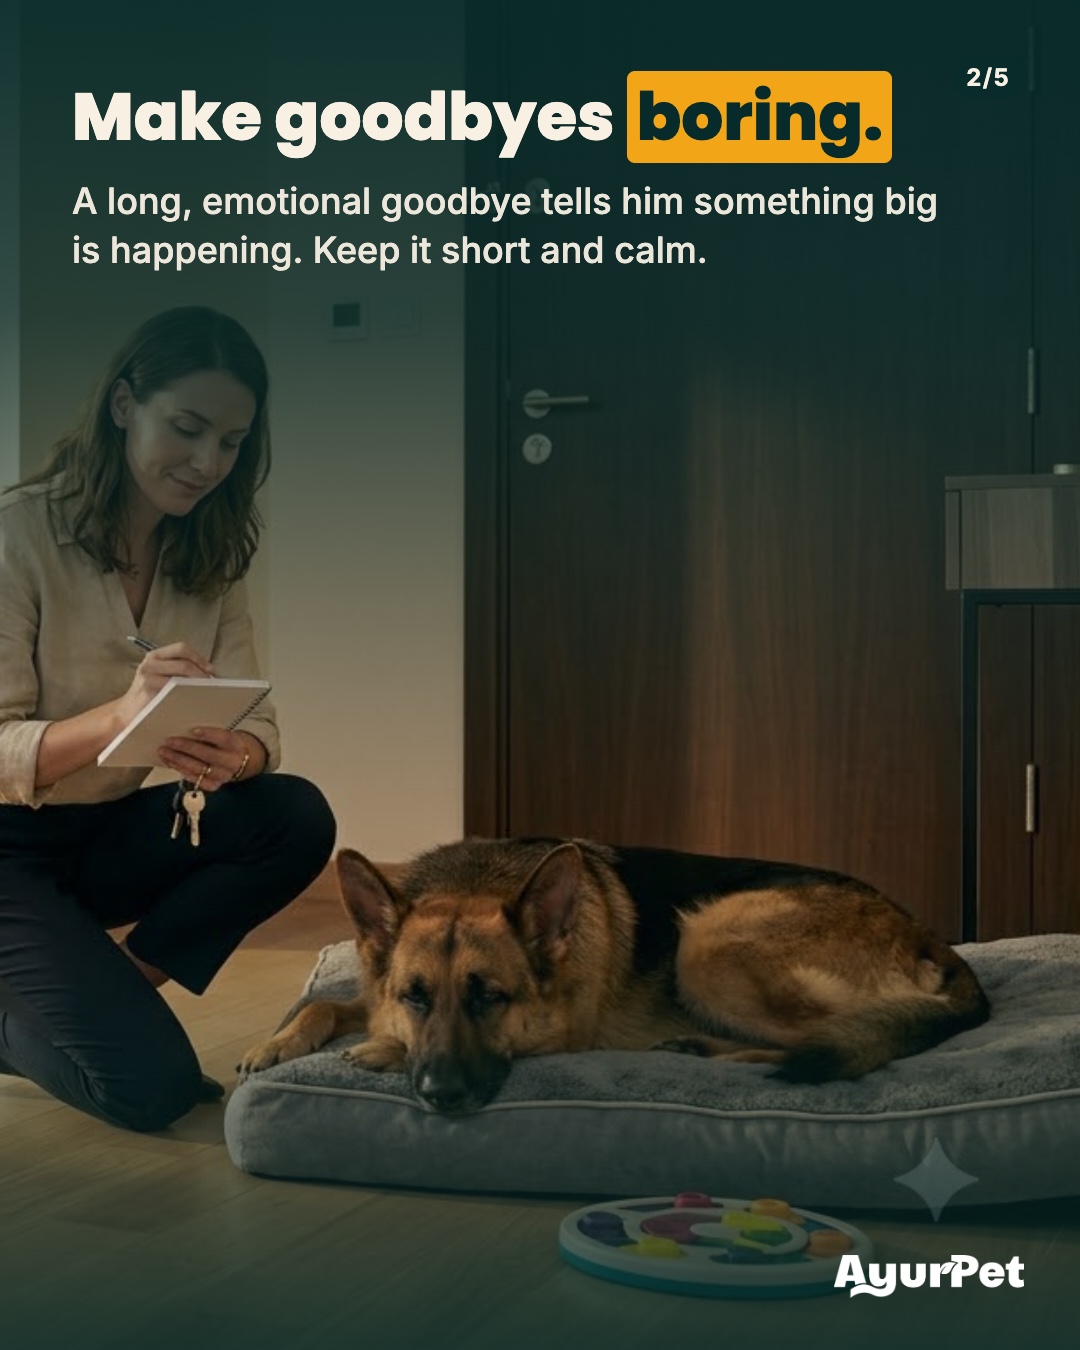 2/5
Make goodbyes boring.
A long, emotional goodbye tells him something big
is happening. Keep it short and calm.
AyurPet